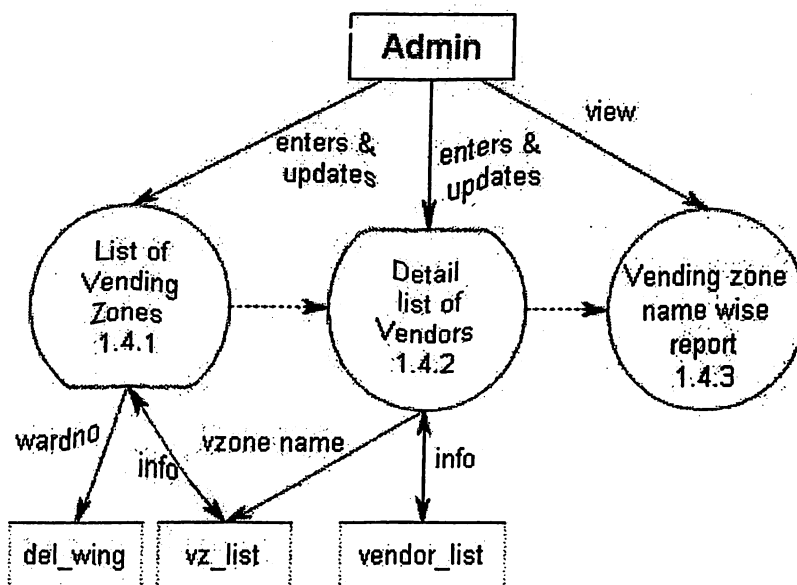 Admin
enters &
updates
enters &
updates
view
List of
Vending
Zones
1.4.1
Detail
list of
Vendors
1.4.2
Vending zone
name wise
report
1.4.3
wardno
info
vzone name
info
del_wing
vz_list
vendor_list